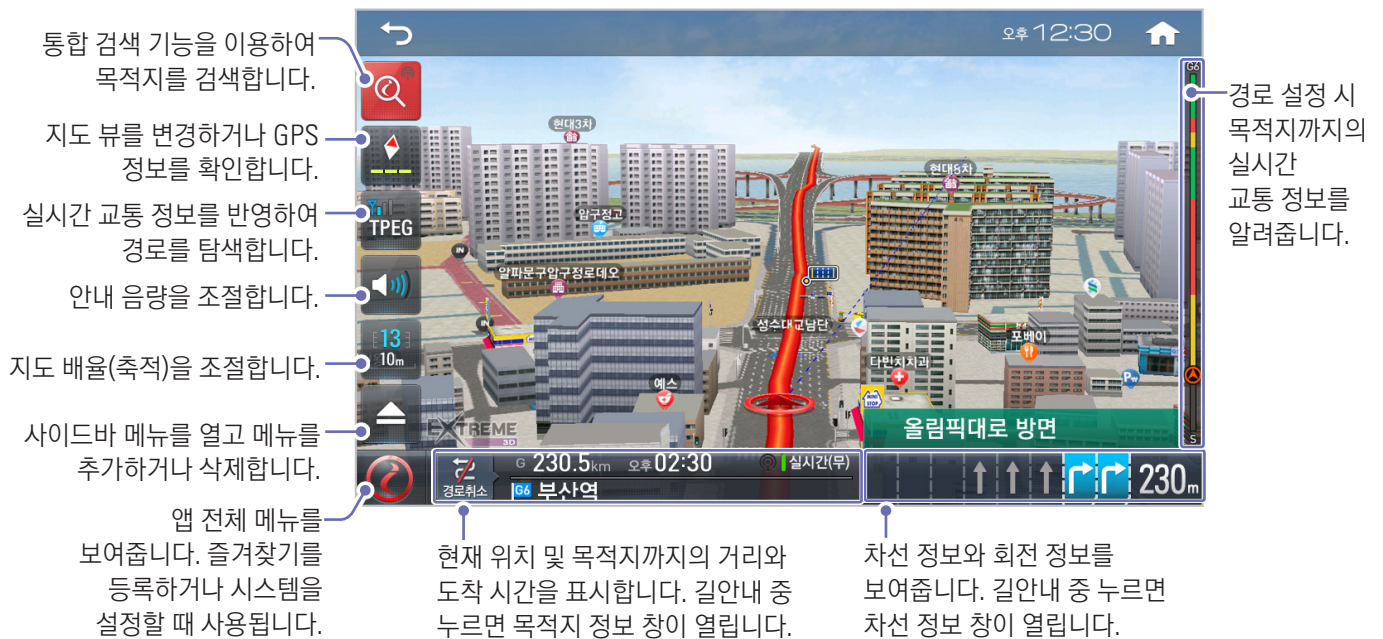 통합 검색 기능을 이용하여
목적지를 검색합니다.
지도 뷰를 변경하거나 GPS
정보를 확인합니다.
실시간 교통 정보를 반영하여
경로를 탐색합니다.
안내 음량을 조절합니다.
지도 배율(축적)을 조절합니다.
사이드바 메뉴를 열고 메뉴를
추가하거나 삭제합니다.
앱 전체 메뉴를
보여줍니다. 즐겨찾기를
등록하거나 시스템을
설정할 때 사용됩니다.
오후 12:30
TPEG
13
10m
현대3차
현대5차
압구정고
알파문구압구정로데오
IN
IN
성수대교남단
포베이
다빈치치과
예스
MINI
STOP
Pw
EXTREME
3D
올림픽대로 방면
G6
S
경로취소
G 230.5km 오후 02:30 실시간(무)
G6 부산역
230m
경로 설정 시
목적지까지의
실시간
교통 정보를
알려줍니다.
현재 위치 및 목적지까지의 거리와
도착 시간을 표시합니다. 길안내 중
누르면 목적지 정보 창이 열립니다.
차선 정보와 회전 정보를
보여줍니다. 길안내 중 누르면
차선 정보 창이 열립니다.